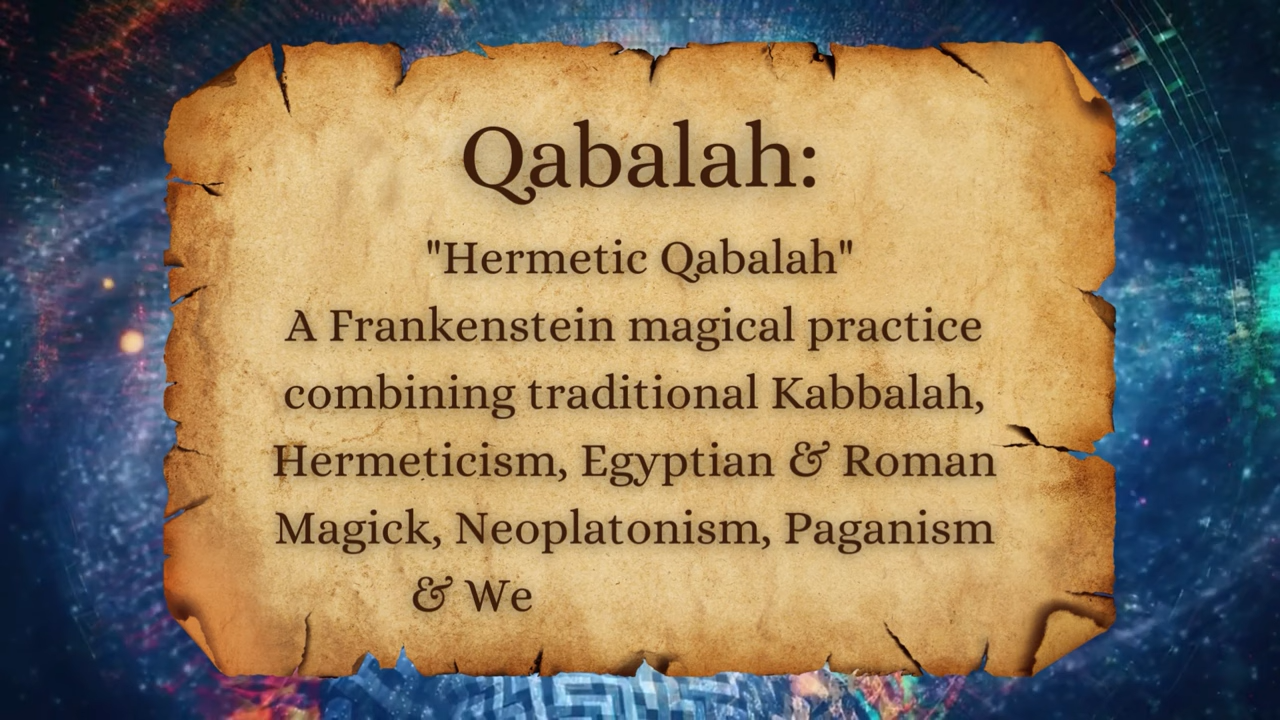 Qabalah:
"Hermetic Qabalah"
A Frankenstein magical practice
combining traditional Kabbalah,
Hermeticism, Egyptian & Roman
Magick, Neoplatonism, Paganism
& We